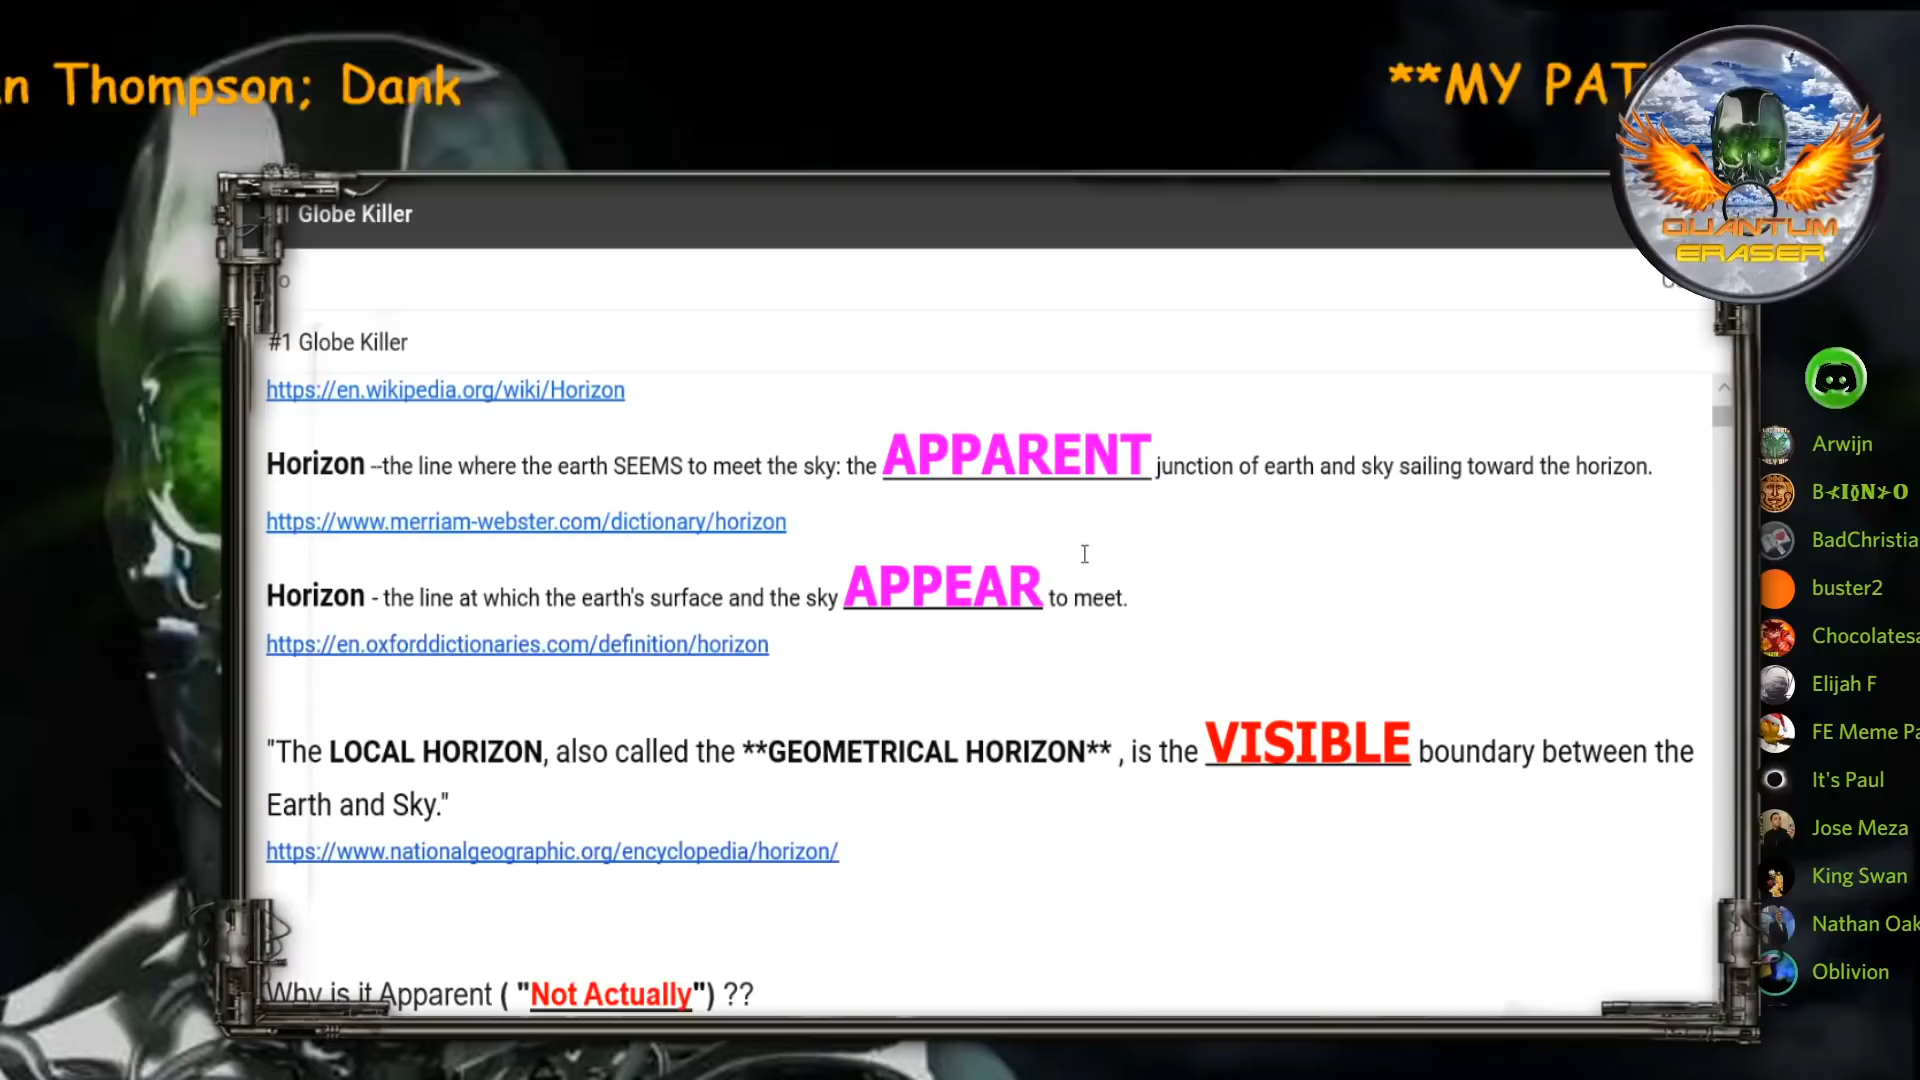 Thompson; Dank
**MY PAT
QUANTUM
ERASER
Globe Killer
#1 Globe Killer
https://en.wikipedia.org/wiki/Horizon
Horizon --the line where the earth SEEMS to meet the sky: the APPARENT junction of earth and sky sailing toward the horizon.
https://www.merriam-webster.com/dictionary/horizon
Horizon - the line at which the earth's surface and the sky APPEAR to meet.
https://en.oxforddictionaries.com/definition/horizon
"The LOCAL HORIZON, also called the **GEOMETRICAL HORIZON** , is the VISIBLE boundary between the
Earth and Sky."
https://www.nationalgeographic.org/encyclopedia/horizon/
Why is it Apparent ( "Not Actually") ??
Arwijn
buster2
BadChristia
Chocolatesa
Elijah F
FE Meme Pa
It's Paul
Jose Meza
King Swan
Nathan Oak
Oblivion